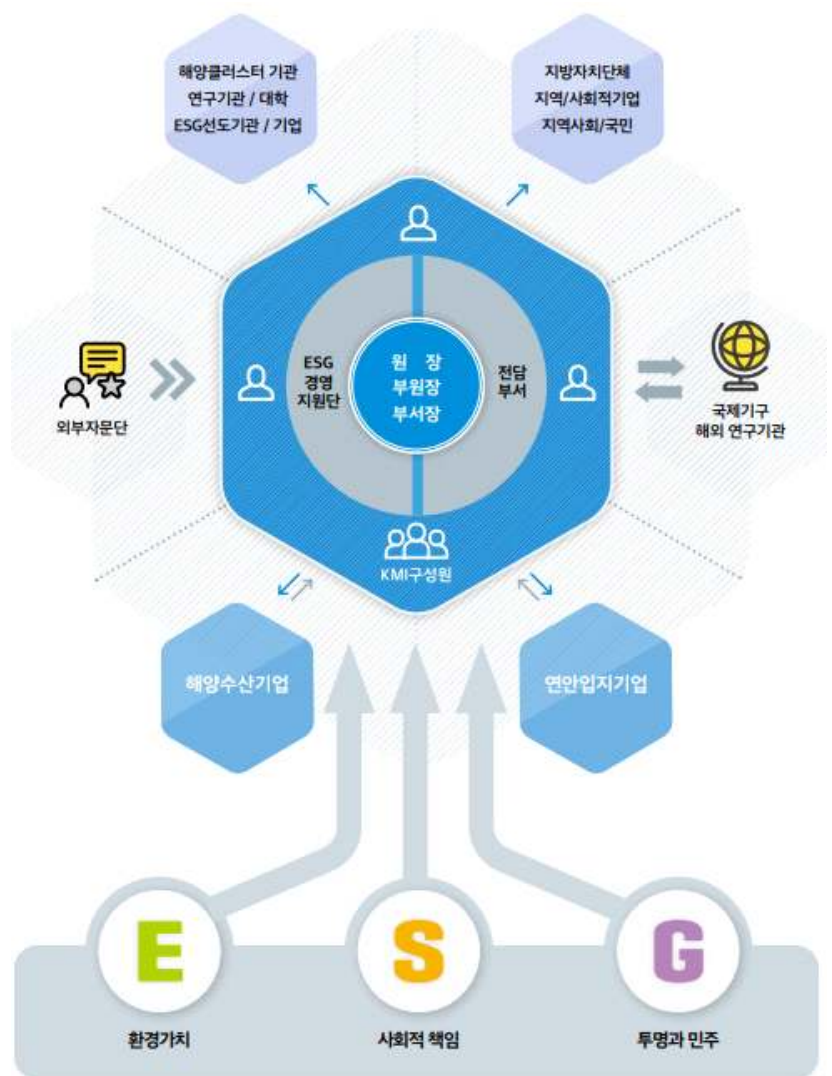 해양클러스터 기관
연구기관 / 대학
ESG선도기관 / 기업
지방자치단체
지역/사회적기업
지역사회/국민
외부자문단
ESG
경영
지원단
원 장
부원장
부서장
전담
부서
국제기구
해외 연구기관
KMI구성원
해양수산기업
연안입지기업
E
S
G
환경가치
사회적 책임
투명과 민주